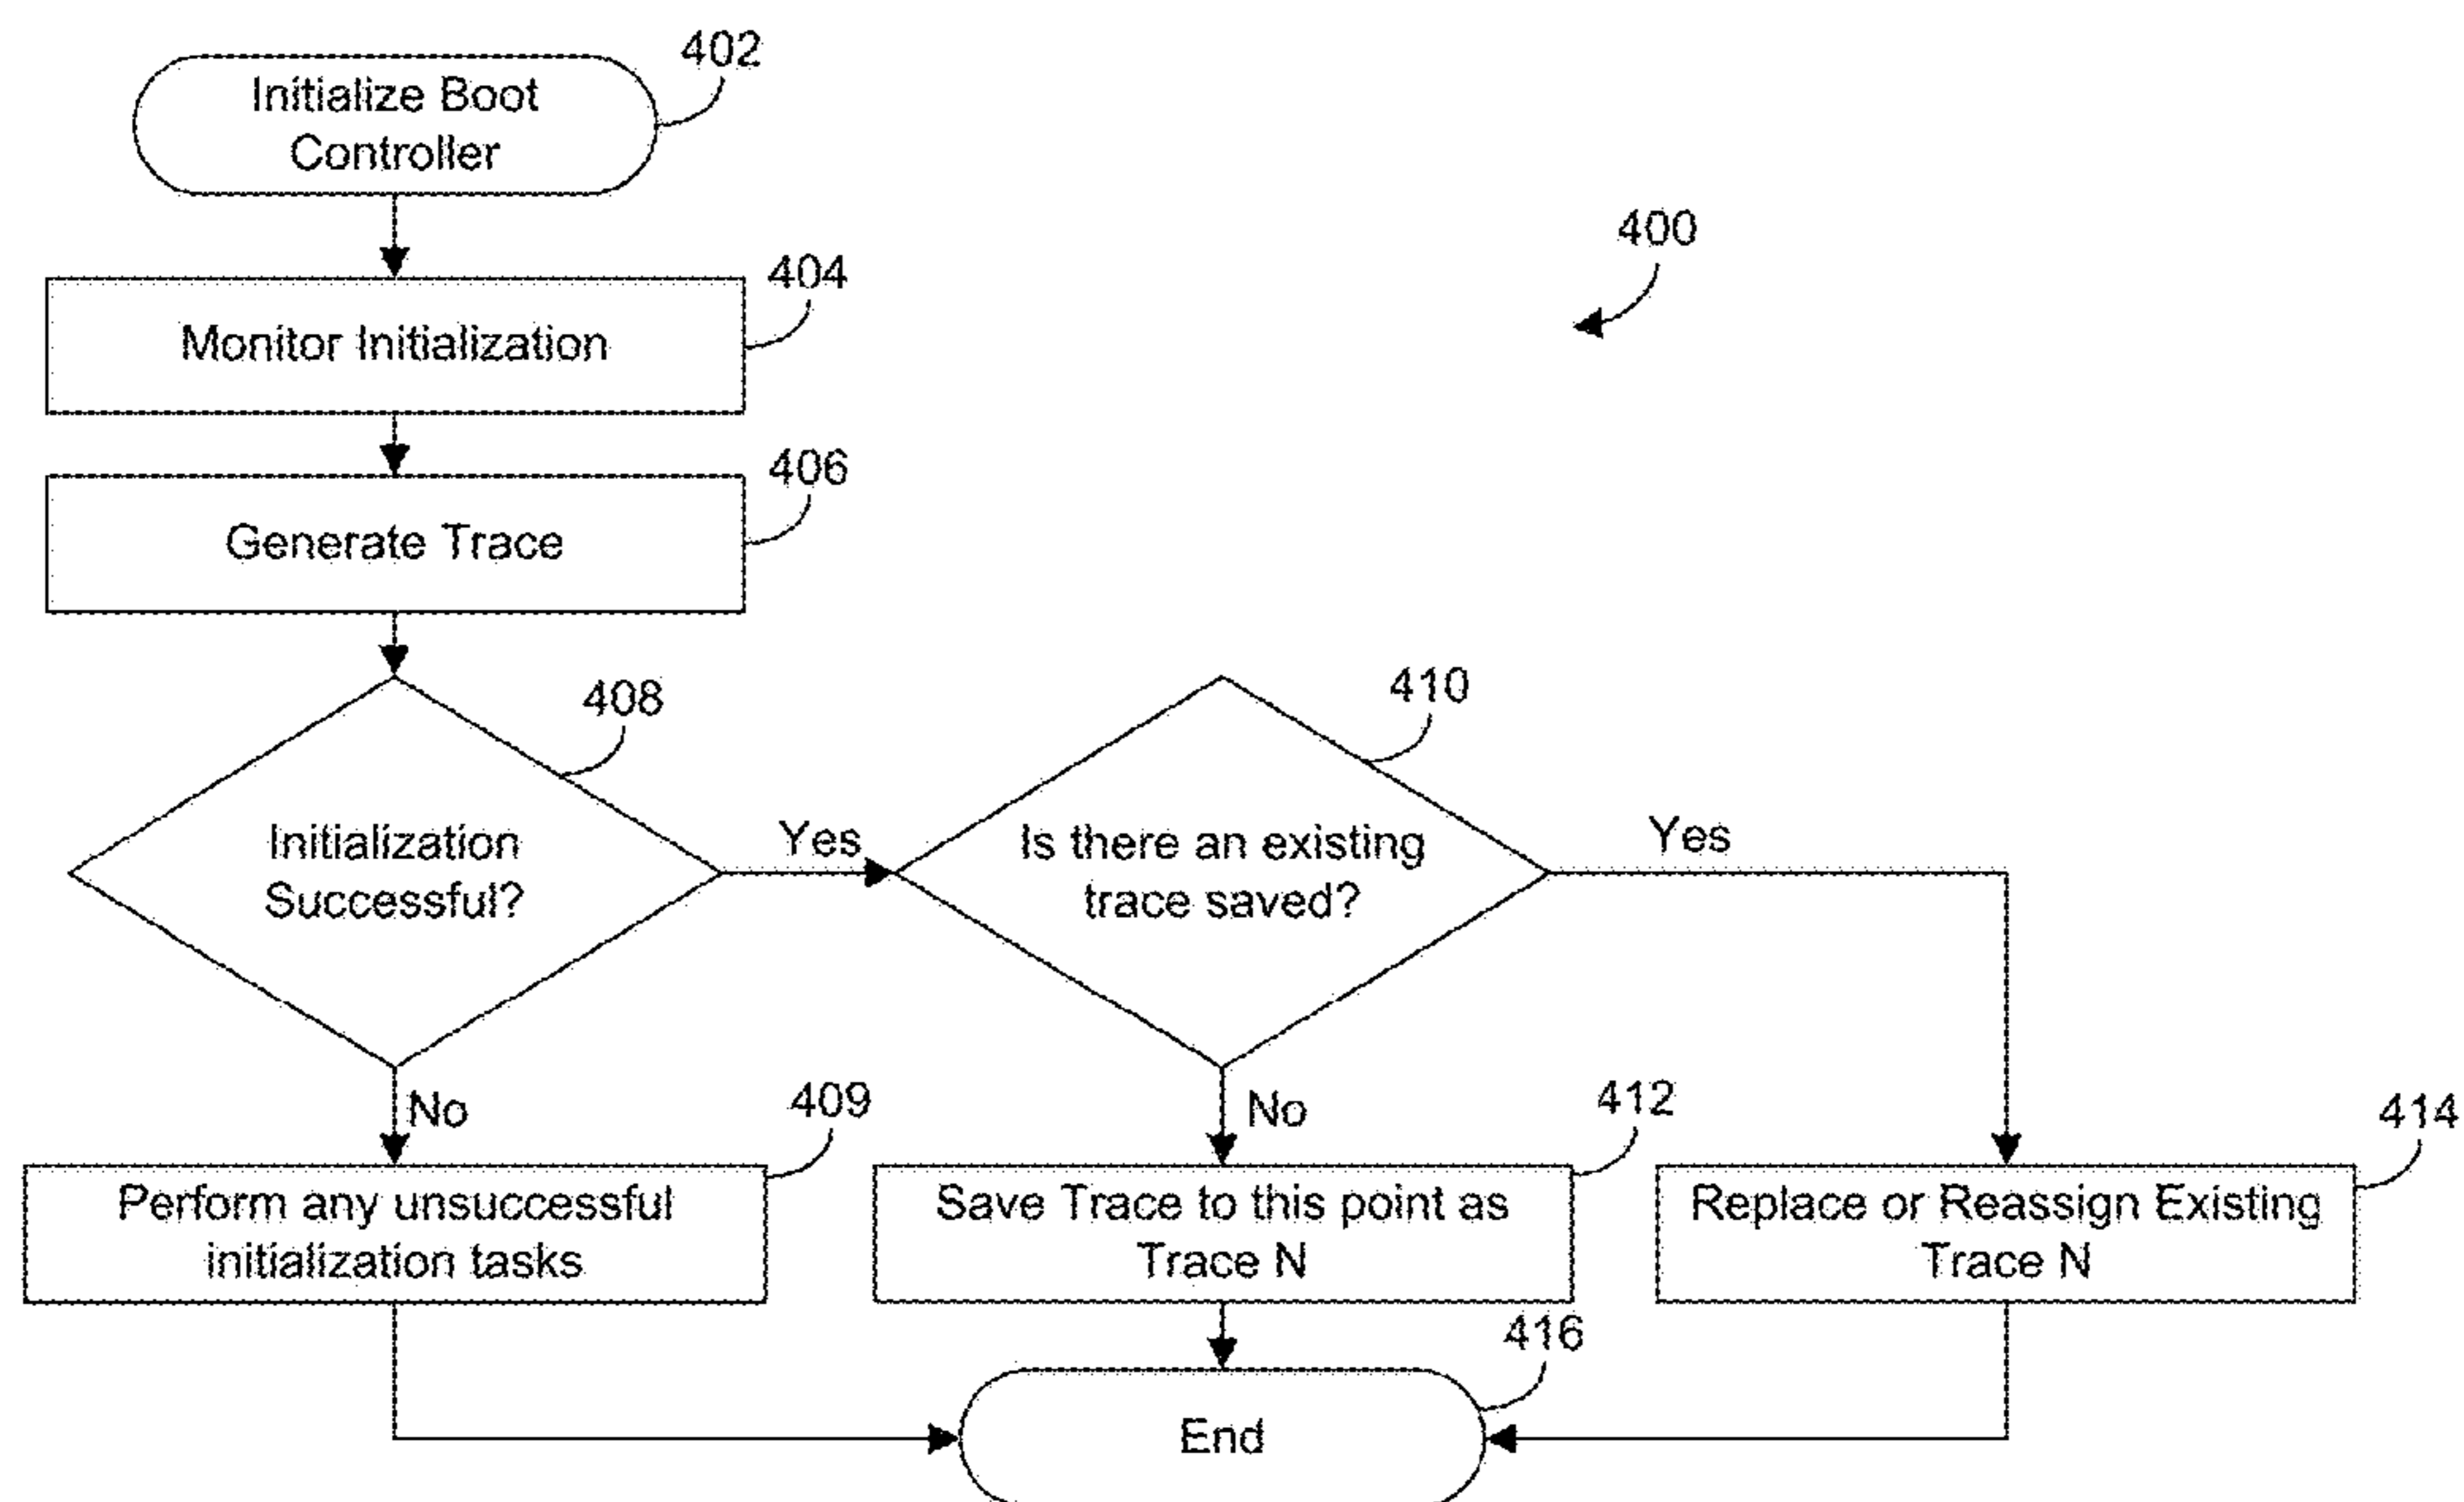 402
Initialize Boot
Controller
400
404
Monitor Initialization
406
Generate Trace
408
410
Initialization
Successful?
Yes
Is there an existing
trace saved?
Yes
No
409
No
412
414
Perform any unsuccessful
initialization tasks
Save Trace to this point as
Trace N
Replace or Reassign Existing
Trace N
416
End